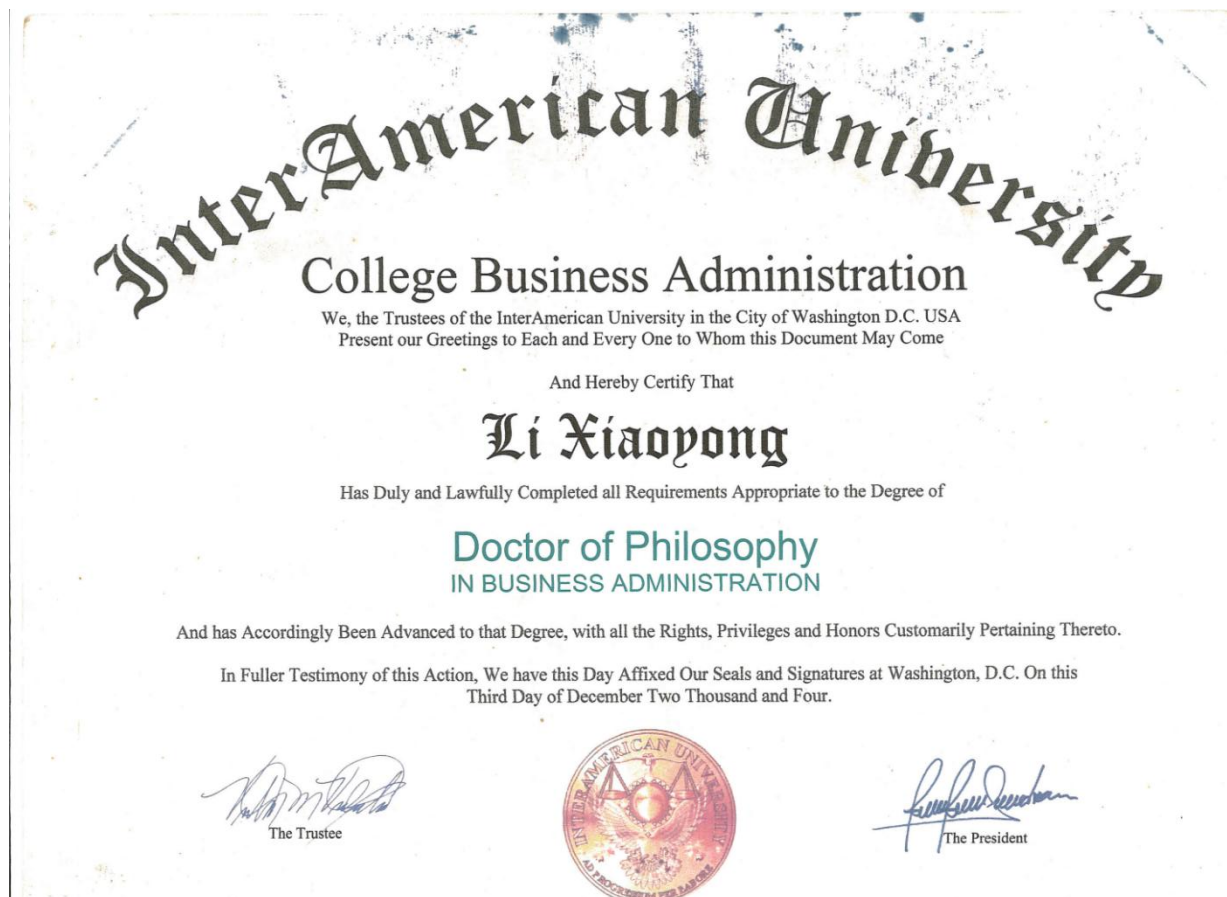 InterAmerican University
College Business Administration
We, the Trustees of the InterAmerican University in the City of Washington D.C. USA
Present our Greetings to Each and Every One to Whom this Document May Come
And Hereby Certify That
Li Xiaoyong
Has Duly and Lawfully Completed all Requirements Appropriate to the Degree of
Doctor of Philosophy
IN BUSINESS ADMINISTRATION
And has Accordingly Been Advanced to that Degree, with all the Rights, Privileges and Honors Customarily Pertaining Thereto.
In Fuller Testimony of this Action, We have this Day Affixed Our Seals and Signatures at Washington, D.C. On this
Third Day of December Two Thousand and Four.
INTERAMERICAN UNIVERSITY
The Trustee
The President